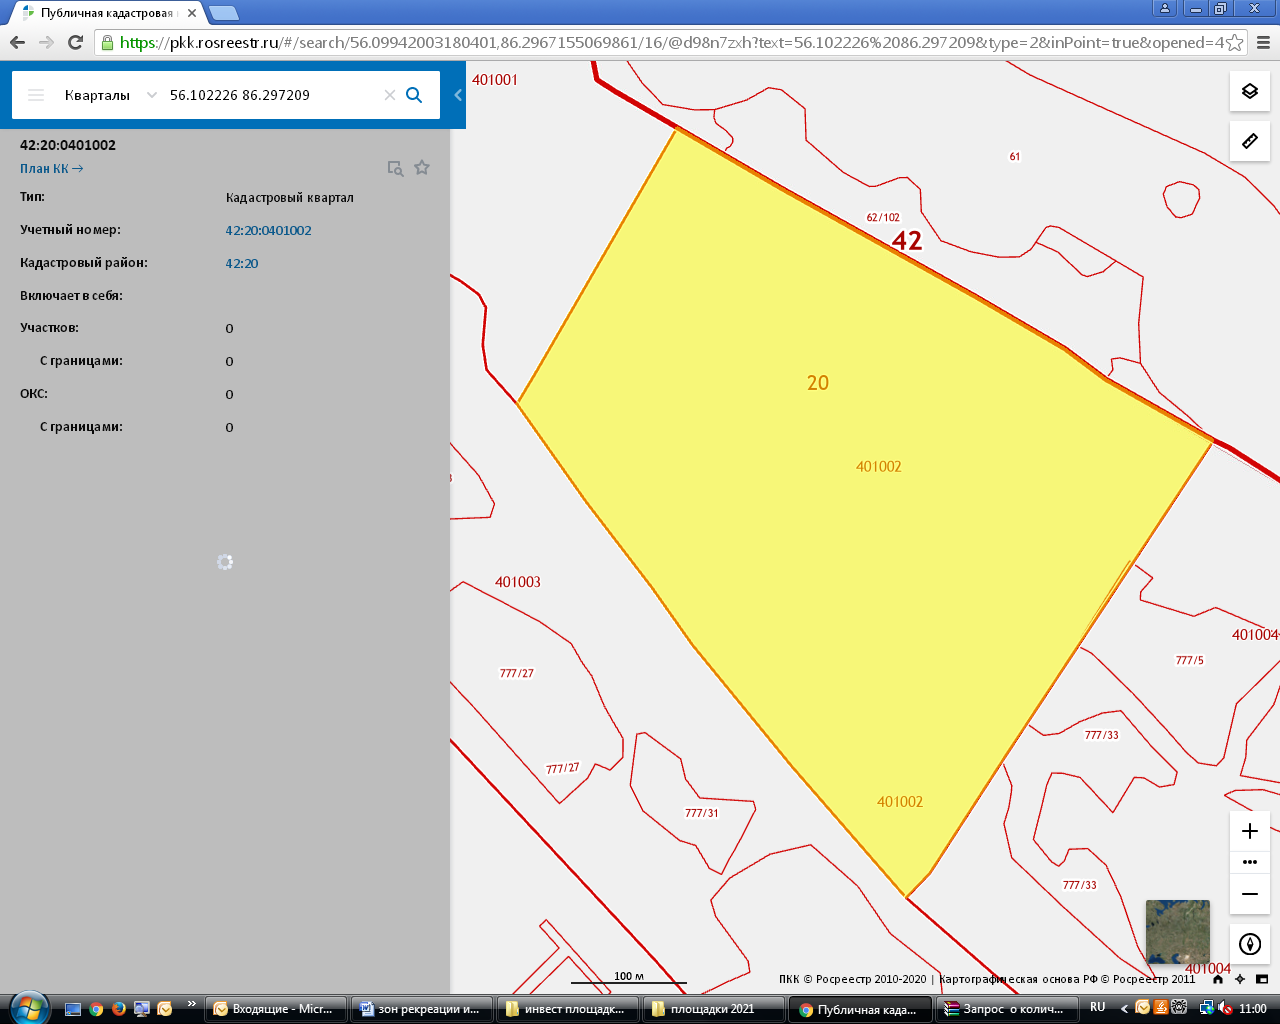 Публичная кадастровая
https://pkk.rosreestr.ru/#/search/56.09942003180401,86.2967155069861/16/@d98n7zxh?text=56.102226%2086.297209&type=2&inPoint=true&opened=4
Кварталы 56.102226 86.297209
42:20:0401002
План КК →
Тип: Кадастровый квартал
Учетный номер: 42:20:0401002
Кадастровый район: 42:20
Включает в себя:
Участков: 0
С границами: 0
ОКС: 0
С границами: 0
401001
61
62/102
42
20
401002
401003
401004
777/5
777/27
777/33
777/27
401002
777/31
777/33
401004
100 м
ПКК © Росреестр 2010-2020 | Картографическая основа РФ © Росреестр 2011
Входящие - Micr...
зон рекреации и...
инвест площадк...
площадки 2021
Публичная када...
Запрос о колич...
RU
11:00